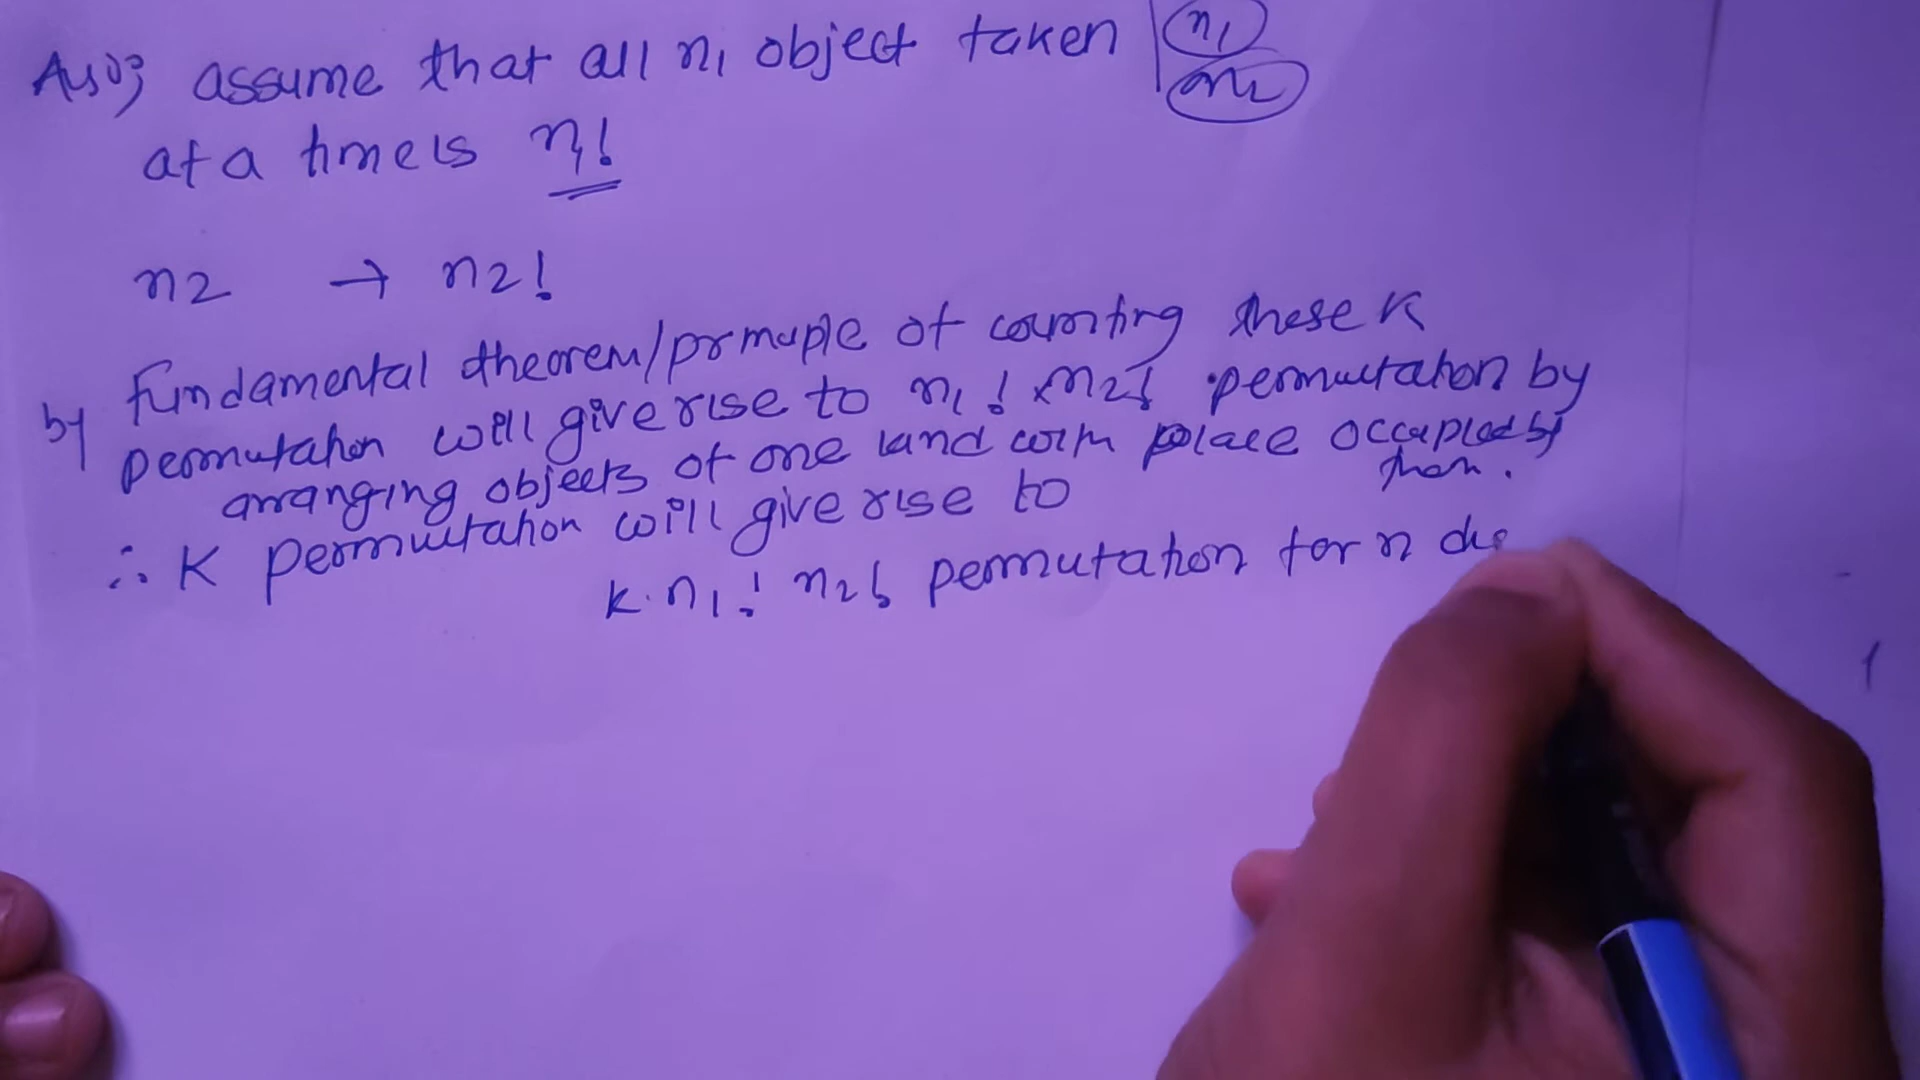 assume that all n1 object taken
n1
n2
at a time is n1!
n2 → n2!
by fundamental theorem/principle of counting these K
permutation will give rise to n1! × n2! permutation by
arranging objects of one kind with place occupied by
them.
∴ K permutation will give rise to
k. n1! n2! permutation for n